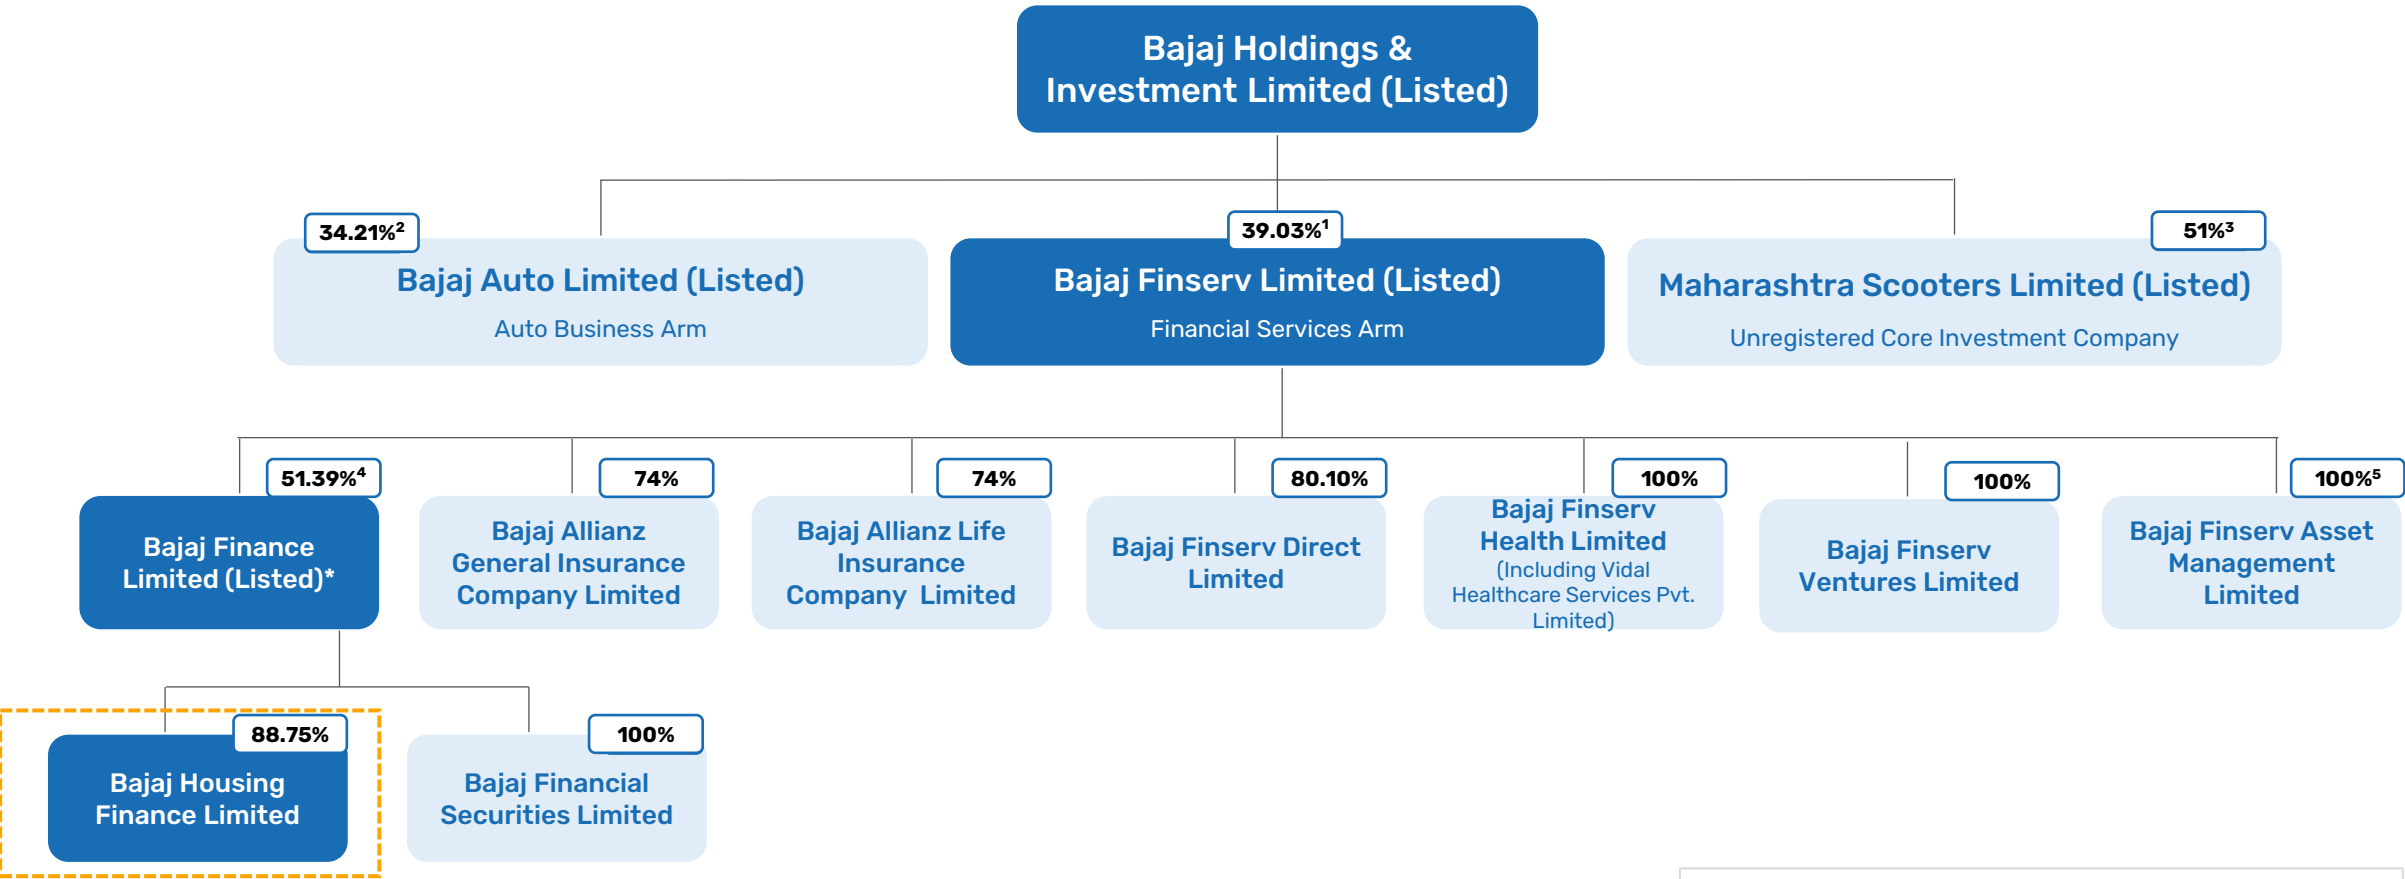 Bajaj Holdings &
Investment Limited (Listed)
34.21%²
39.03%¹
51%³
Bajaj Auto Limited (Listed)
Auto Business Arm
Bajaj Finserv Limited (Listed)
Financial Services Arm
Maharashtra Scooters Limited (Listed)
Unregistered Core Investment Company
51.39%⁴
74%
74%
80.10%
100%
100%
100%⁵
Bajaj Finance
Limited (Listed)*
Bajaj Allianz
General Insurance
Company Limited
Bajaj Allianz Life
Insurance
Company Limited
Bajaj Finserv Direct
Limited
Bajaj Finserv
Health Limited
(Including Vidal
Healthcare Services Pvt.
Limited)
Bajaj Finserv
Ventures Limited
Bajaj Finserv Asset
Management
Limited
88.75%
100%
Bajaj Housing
Finance Limited
Bajaj Financial
Securities Limited